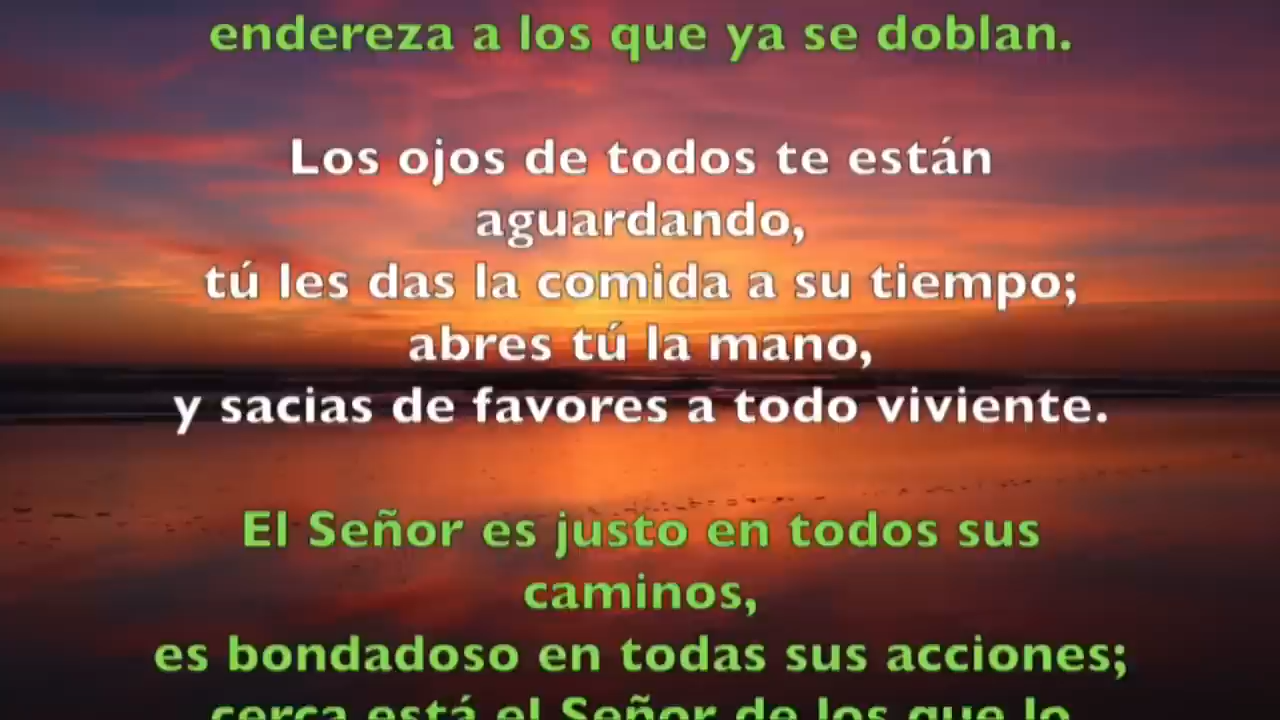 endereza a los que ya se doblan.
Los ojos de todos te están
aguardando,
tú les das la comida a su tiempo;
abres tú la mano,
y sacias de favores a todo viviente.
El Señor es justo en todos sus
caminos,
es bondadoso en todas sus acciones;
cerca está el Señor de los que lo